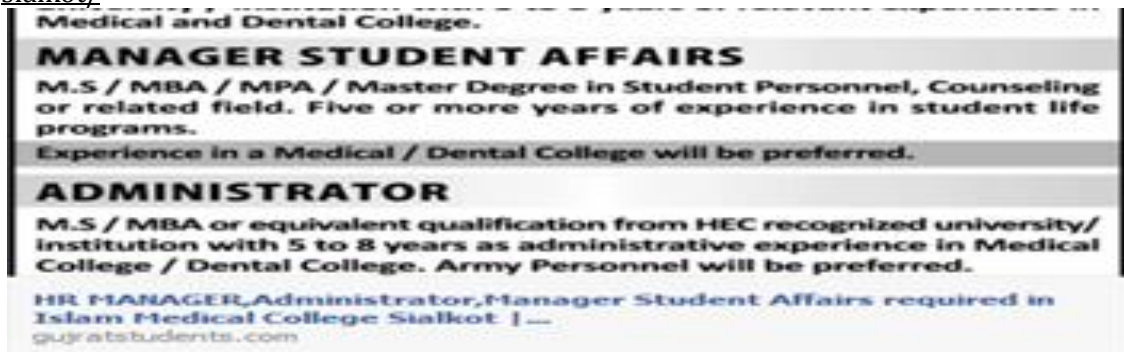 Sialkot/
Medical and Dental College.
MANAGER STUDENT AFFAIRS
M.S / MBA / MPA / Master Degree in Student Personnel, Counseling
or related field. Five or more years of experience in student life
programs.
Experience in a Medical / Dental College will be preferred.
ADMINISTRATOR
M.S / MBA or equivalent qualification from HEC recognized university/
institution with 5 to 8 years as administrative experience in Medical
College / Dental College. Army Personnel will be preferred.
HR MANAGER,Administrator,Manager Student Affairs required in
Islam Medical College Sialkot |...
gujratstudents.com